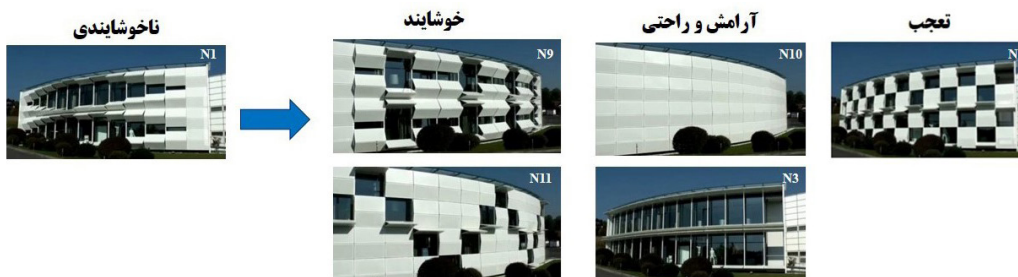 ناخوشایندی
خوشایند
آرامش و راحتی
تعجب
N1
N9
N10
N
N11
N3